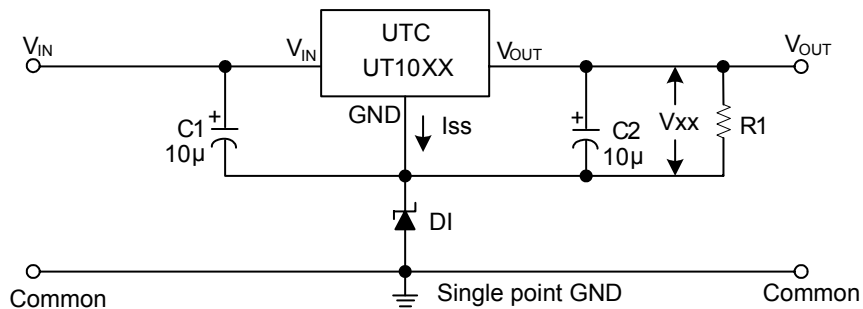 UTC
UT10XX
V_IN
V_IN
V_OUT
V_OUT
GND
Iss
C1
10µ
C2
10µ
Vxx
R1
DI
Common
Single point GND
Common